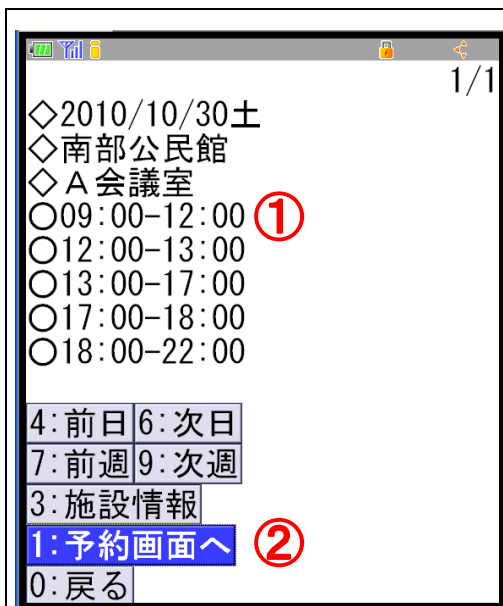 1/1
◇2010/10/30土
◇南部公民館
◇A会議室
○09:00-12:00 ①
○12:00-13:00
○13:00-17:00
○17:00-18:00
○18:00-22:00
4:前日 6:次日
7:前週 9:次週
3:施設情報
1:予約画面へ ②
0:戻る